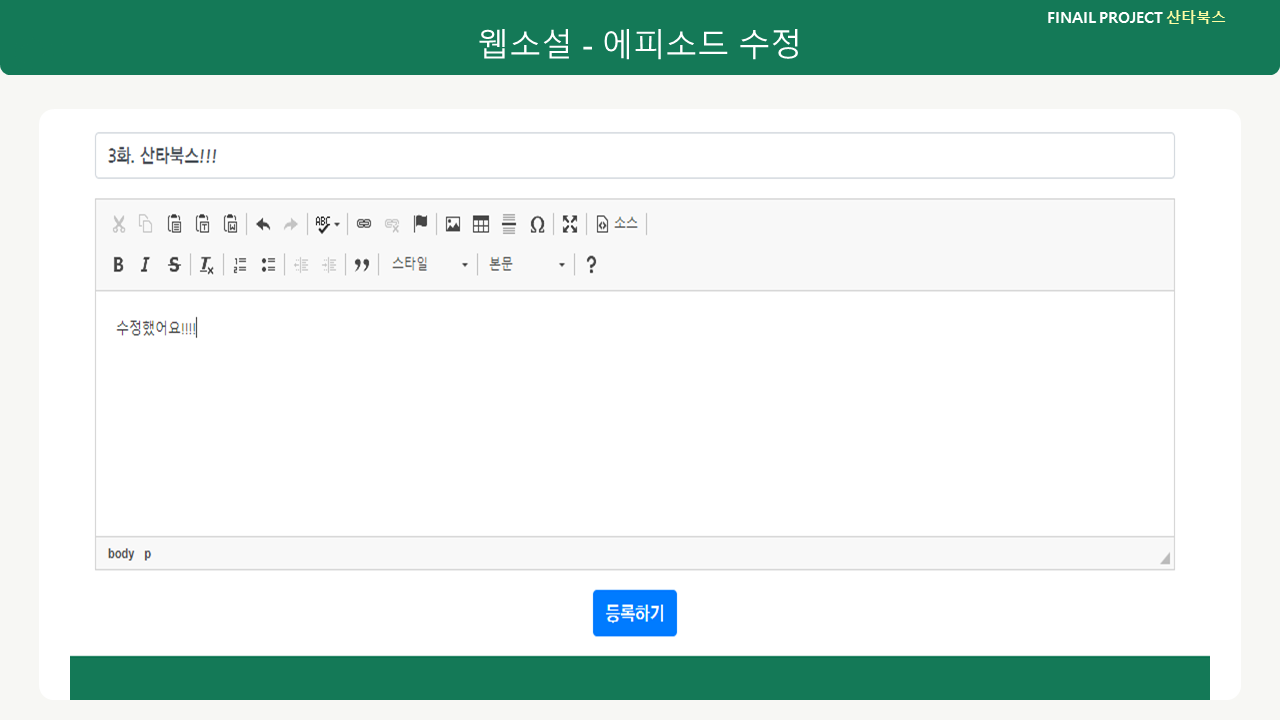 FINAIL PROJECT 산타북스
웹소설 - 에피소드 수정
3화. 산타북스!!!
ABC 소스
B I S Tx 스타일 본문 ?
수정했어요!!!!
body p
등록하기